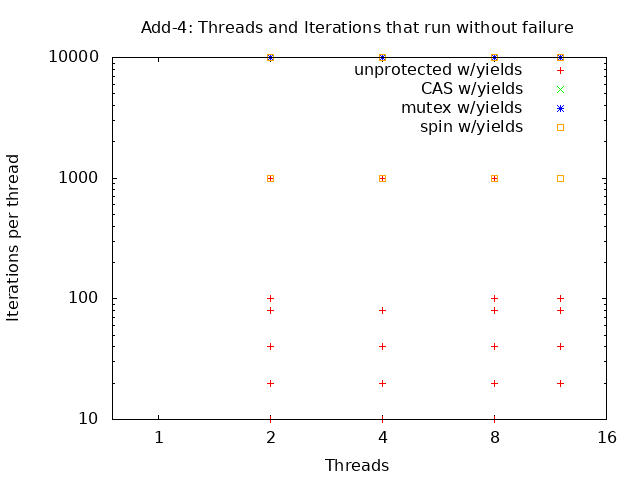 Add-4: Threads and Iterations that run without failure
10000
unprotected w/yields
CAS w/yields
mutex w/yields
spin w/yields
1000
Iterations per thread
100
10
1 2 4 8 16
Threads